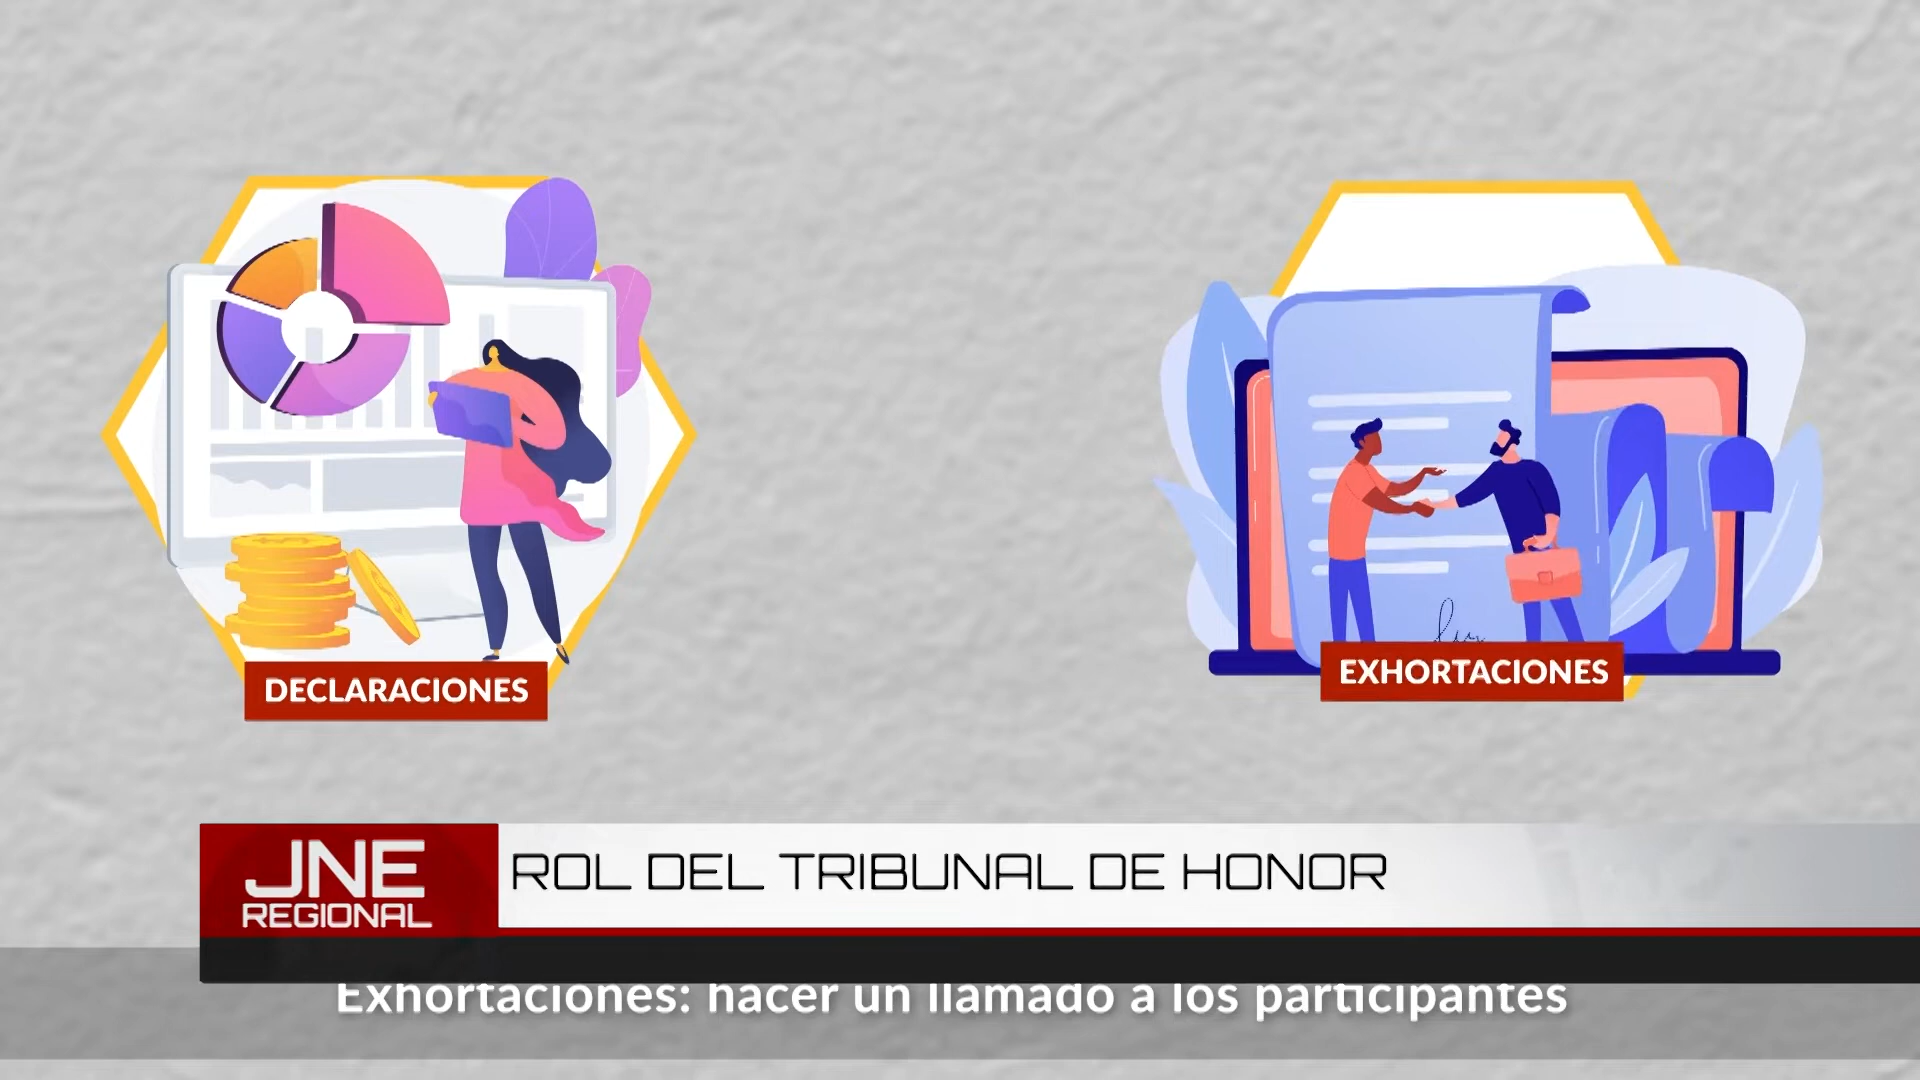 DECLARACIONES
EXHORTACIONES
JNE
REGIONAL
ROL DEL TRIBUNAL DE HONOR
Exhortaciones: hacer un llamado a los participantes